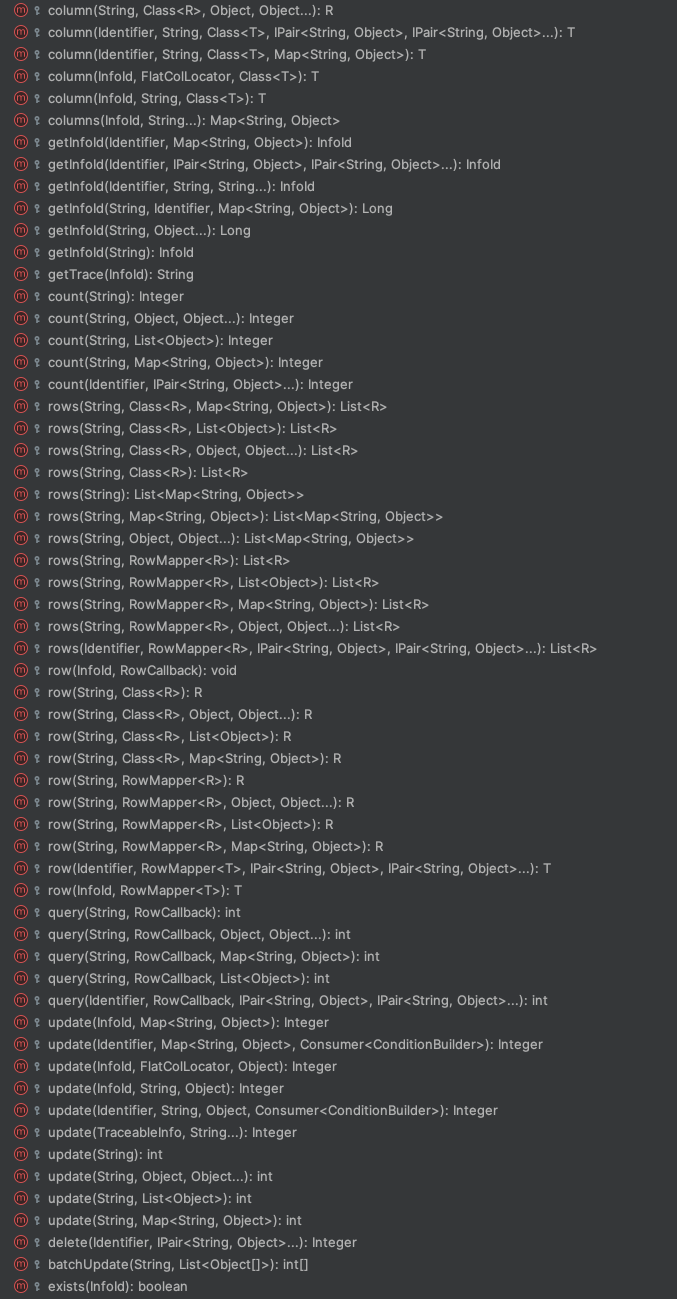 column(String, Class<R>, Object, Object...): R
column(Identifier, String, Class<T>, IPair<String, Object>, IPair<String, Object>...): T
column(Identifier, String, Class<T>, Map<String, Object>): T
column(InfoId, FlatColLocator, Class<T>): T
column(InfoId, String, Class<T>): T
columns(InfoId, String...): Map<String, Object>
getInfoId(Identifier, Map<String, Object>): InfoId
getInfoId(Identifier, IPair<String, Object>, IPair<String, Object>...): InfoId
getInfoId(Identifier, String, String...): InfoId
getInfoId(String, Identifier, Map<String, Object>): Long
getInfoId(String, Object...): Long
getInfoId(String): InfoId
getTrace(InfoId): String
count(String): Integer
count(String, Object, Object...): Integer
count(String, List<Object>): Integer
count(String, Map<String, Object>): Integer
count(Identifier, IPair<String, Object>...): Integer
rows(String, Class<R>, Map<String, Object>): List<R>
rows(String, Class<R>, List<Object>): List<R>
rows(String, Class<R>, Object, Object...): List<R>
rows(String, Class<R>): List<R>
rows(String): List<Map<String, Object>>
rows(String, Map<String, Object>): List<Map<String, Object>>
rows(String, Object, Object...): List<Map<String, Object>>
rows(String, RowMapper<R>): List<R>
rows(String, RowMapper<R>, List<Object>): List<R>
rows(String, RowMapper<R>, Map<String, Object>): List<R>
rows(String, RowMapper<R>, Object, Object...): List<R>
rows(Identifier, RowMapper<R>, IPair<String, Object>, IPair<String, Object>...): List<R>
row(InfoId, RowCallback): void
row(String, Class<R>): R
row(String, Class<R>, Object, Object...): R
row(String, Class<R>, List<Object>): R
row(String, Class<R>, Map<String, Object>): R
row(String, RowMapper<R>): R
row(String, RowMapper<R>, Object, Object...): R
row(String, RowMapper<R>, List<Object>): R
row(String, RowMapper<R>, Map<String, Object>): R
row(Identifier, RowMapper<T>, IPair<String, Object>, IPair<String, Object>...): T
row(InfoId, RowMapper<T>): T
query(String, RowCallback): int
query(String, RowCallback, Object, Object...): int
query(String, RowCallback, Map<String, Object>): int
query(String, RowCallback, List<Object>): int
query(Identifier, RowCallback, IPair<String, Object>, IPair<String, Object>...): int
update(InfoId, Map<String, Object>): Integer
update(Identifier, Map<String, Object>, Consumer<ConditionBuilder>): Integer
update(InfoId, FlatColLocator, Object): Integer
update(InfoId, String, Object): Integer
update(Identifier, String, Object, Consumer<ConditionBuilder>): Integer
update(TraceableInfo, String...): Integer
update(String): int
update(String, Object, Object...): int
update(String, List<Object>): int
update(String, Map<String, Object>): int
delete(Identifier, IPair<String, Object>...): Integer
batchUpdate(String, List<Object[]>): int[]
exists(InfoId): boolean